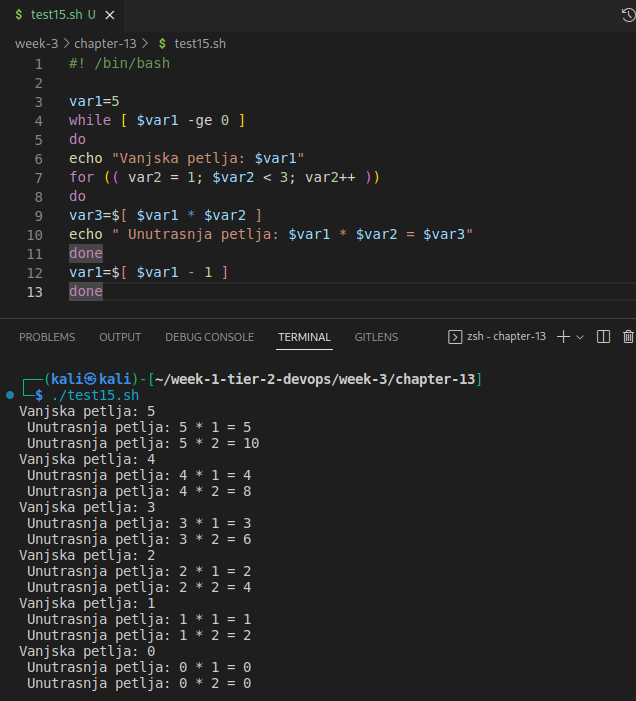 $ test15.sh U ×
week-3 > chapter-13 > $ test15.sh
1 #! /bin/bash
2
3 var1=5
4 while [ $var1 -ge 0 ]
5 do
6 echo "Vanjska petlja: $var1"
7 for (( var2 = 1; $var2 < 3; var2++ ))
8 do
9 var3=$[ $var1 * $var2 ]
10 echo " Unutrasnja petlja: $var1 * $var2 = $var3"
11 done
12 var1=$[ $var1 - 1 ]
13 done
PROBLEMS OUTPUT DEBUG CONSOLE TERMINAL GITLENS zsh - chapter-13
┌──(kali㉿kali)-[~/week-1-tier-2-devops/week-3/chapter-13]
└─$ ./test15.sh
Vanjska petlja: 5
 Unutrasnja petlja: 5 * 1 = 5
 Unutrasnja petlja: 5 * 2 = 10
Vanjska petlja: 4
 Unutrasnja petlja: 4 * 1 = 4
 Unutrasnja petlja: 4 * 2 = 8
Vanjska petlja: 3
 Unutrasnja petlja: 3 * 1 = 3
 Unutrasnja petlja: 3 * 2 = 6
Vanjska petlja: 2
 Unutrasnja petlja: 2 * 1 = 2
 Unutrasnja petlja: 2 * 2 = 4
Vanjska petlja: 1
 Unutrasnja petlja: 1 * 1 = 1
 Unutrasnja petlja: 1 * 2 = 2
Vanjska petlja: 0
 Unutrasnja petlja: 0 * 1 = 0
 Unutrasnja petlja: 0 * 2 = 0